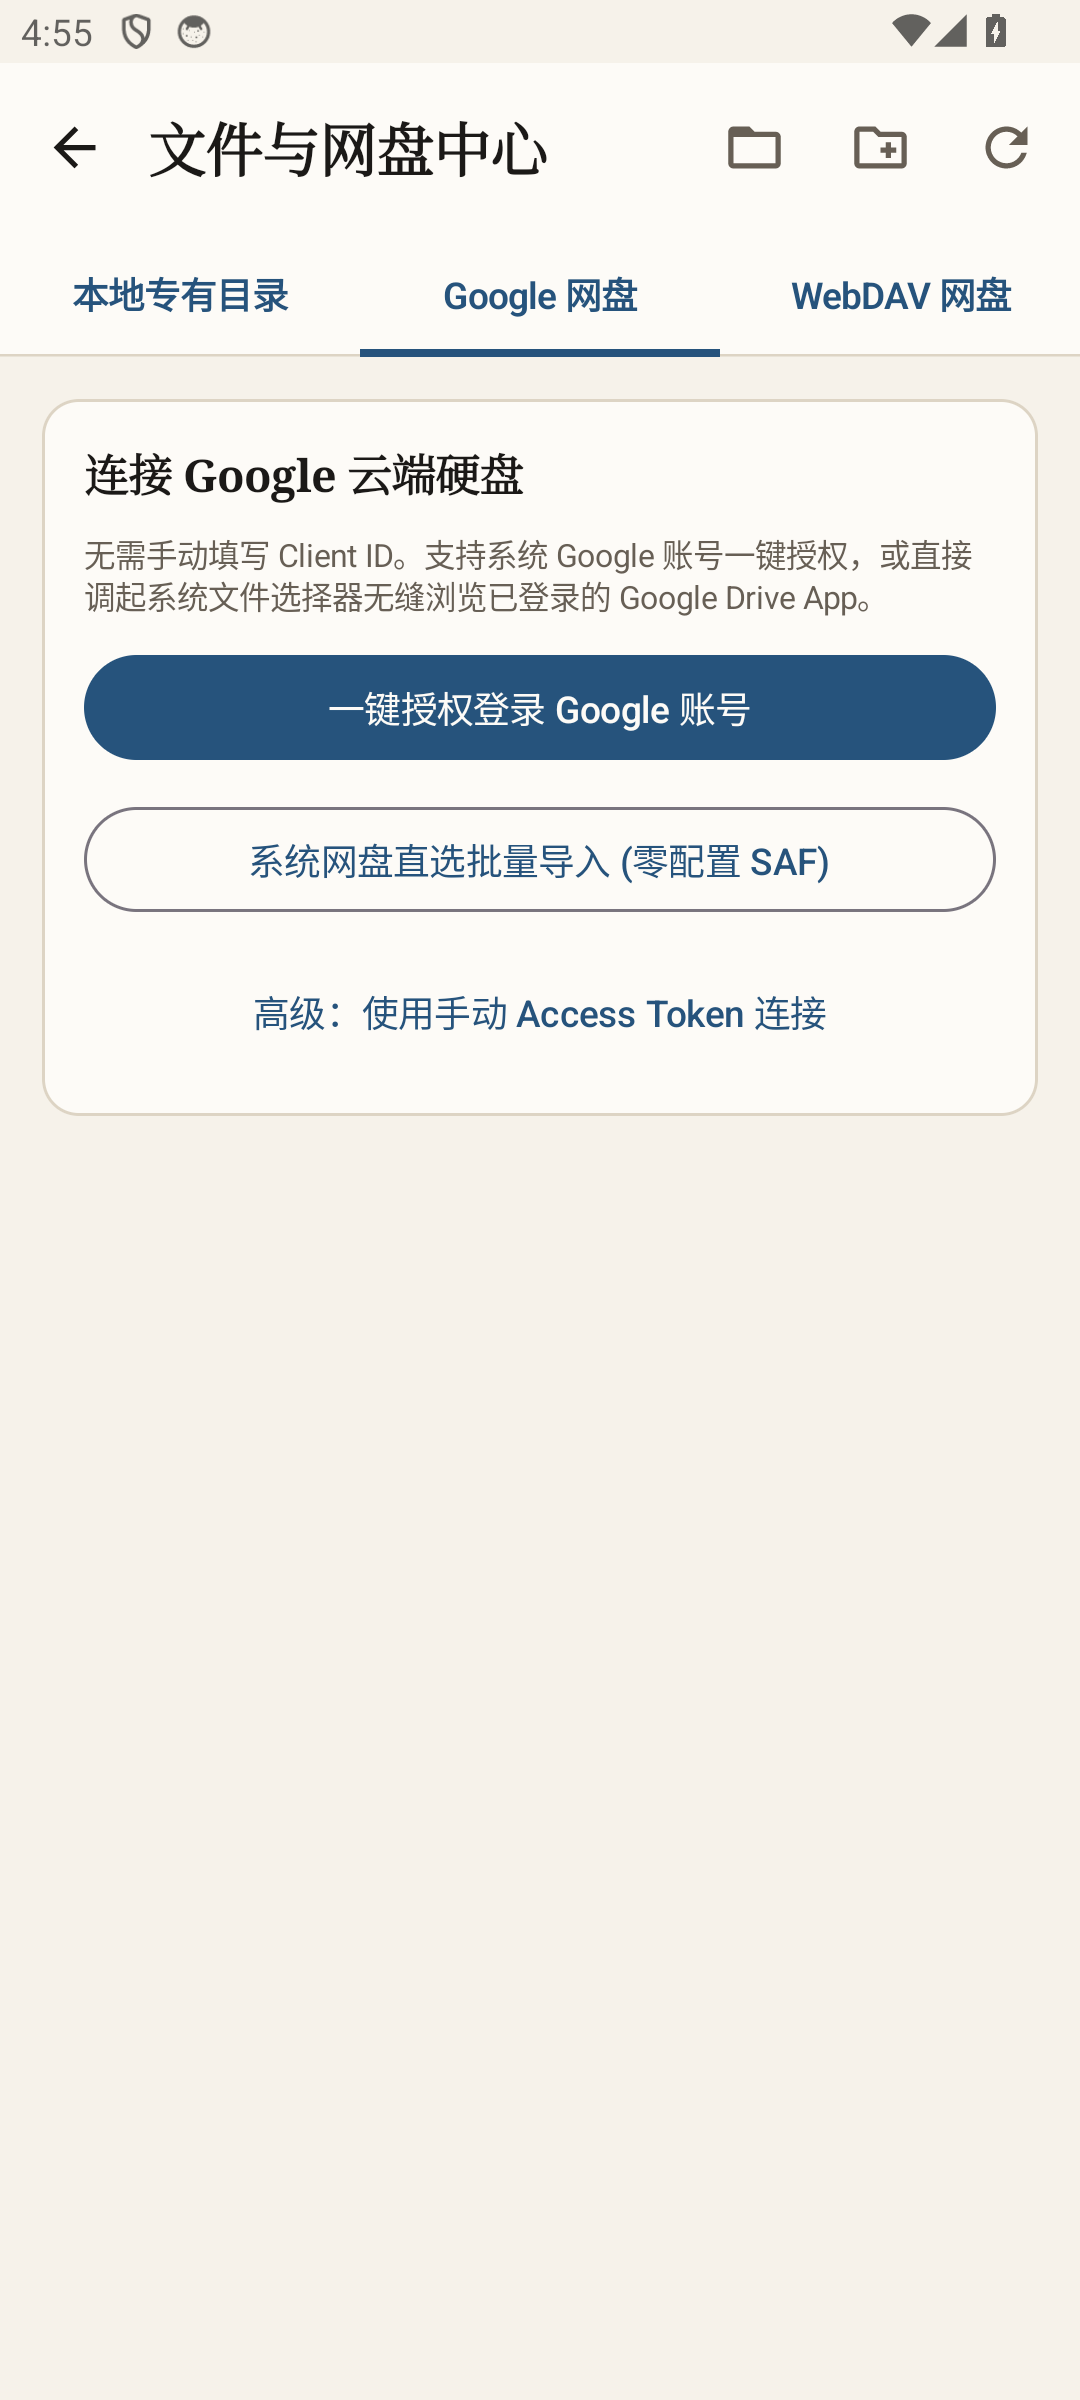 4:55
文件与网盘中心
本地专有目录
Google 网盘
WebDAV 网盘
连接 Google 云端硬盘
无需手动填写 Client ID。支持系统 Google 账号一键授权，或直接
调起系统文件选择器无缝浏览已登录的 Google Drive App。
一键授权登录 Google 账号
系统网盘直选批量导入 (零配置 SAF)
高级：使用手动 Access Token 连接